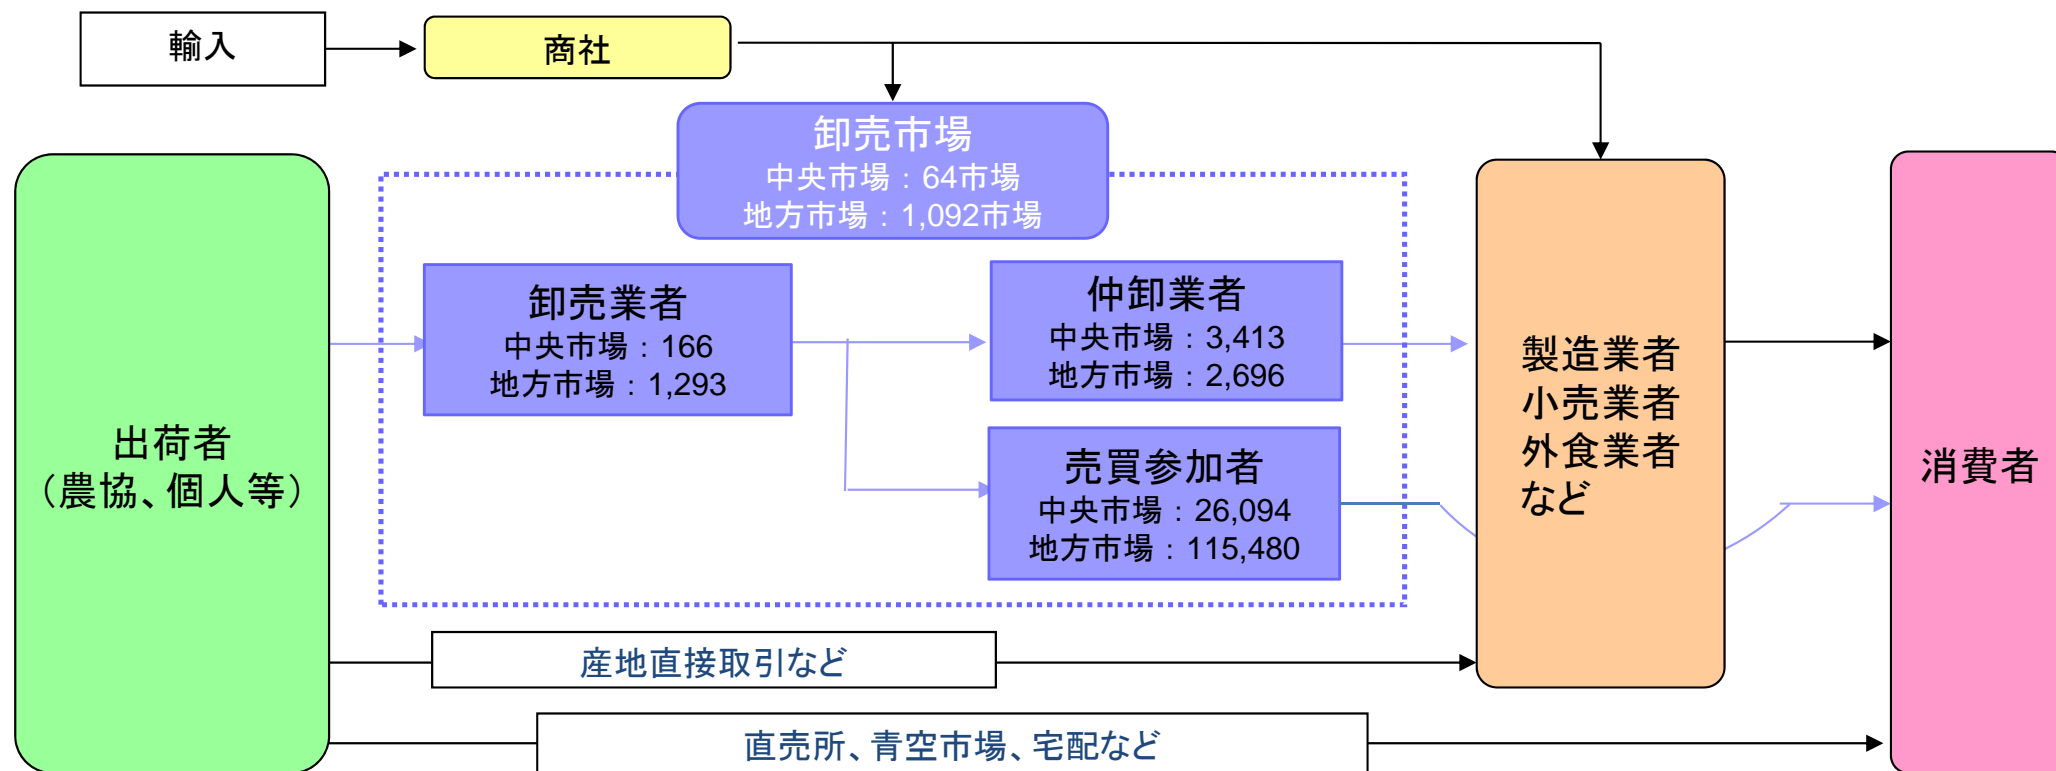 輸入
商社
卸売市場
中央市場：64市場
地方市場：1,092市場
卸売業者
中央市場：166
地方市場：1,293
仲卸業者
中央市場：3,413
地方市場：2,696
売買参加者
中央市場：26,094
地方市場：115,480
出荷者
（農協、個人等）
製造業者
小売業者
外食業者
など
消費者
産地直接取引など
直売所、青空市場、宅配など